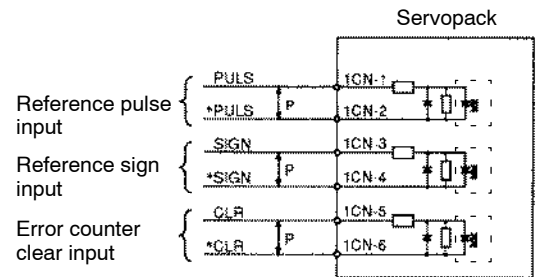 Servopack
Reference pulse
input
PULS
*PULS
P
1CN-1
1CN-2
Reference sign
input
SIGN
*SIGN
P
1CN-3
1CN-4
Error counter
clear input
CLR
*CLR
P
1CN-5
1CN-6